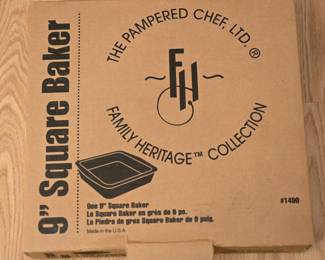 9" Square Baker
THE PAMPERED CHEF, LTD. ®
FH
FAMILY HERITAGE™ COLLECTION
One 9" Square Baker
Le Square Baker en grès de 9 po.
La Piedra de gres Square Baker de 9 pulg.
Made in the U.S.A.
#1499